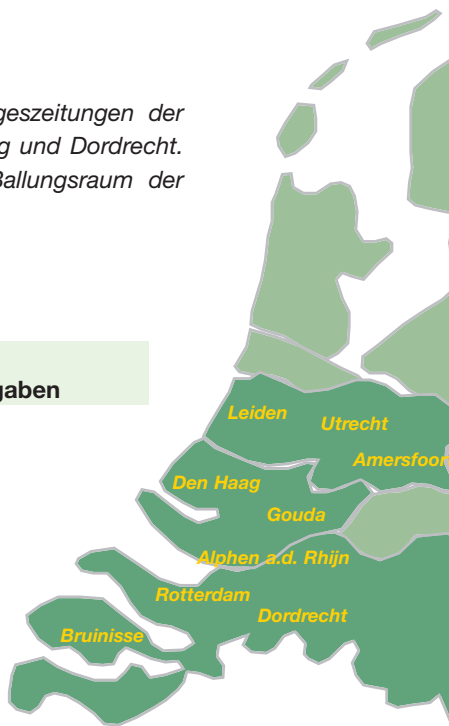 geszeitungen der
g und Dordrecht.
Ballungsraum der
gaben
Leiden
Utrecht
Amersfoor
Den Haag
Gouda
Alphen a.d. Rhijn
Rotterdam
Dordrecht
Bruinisse